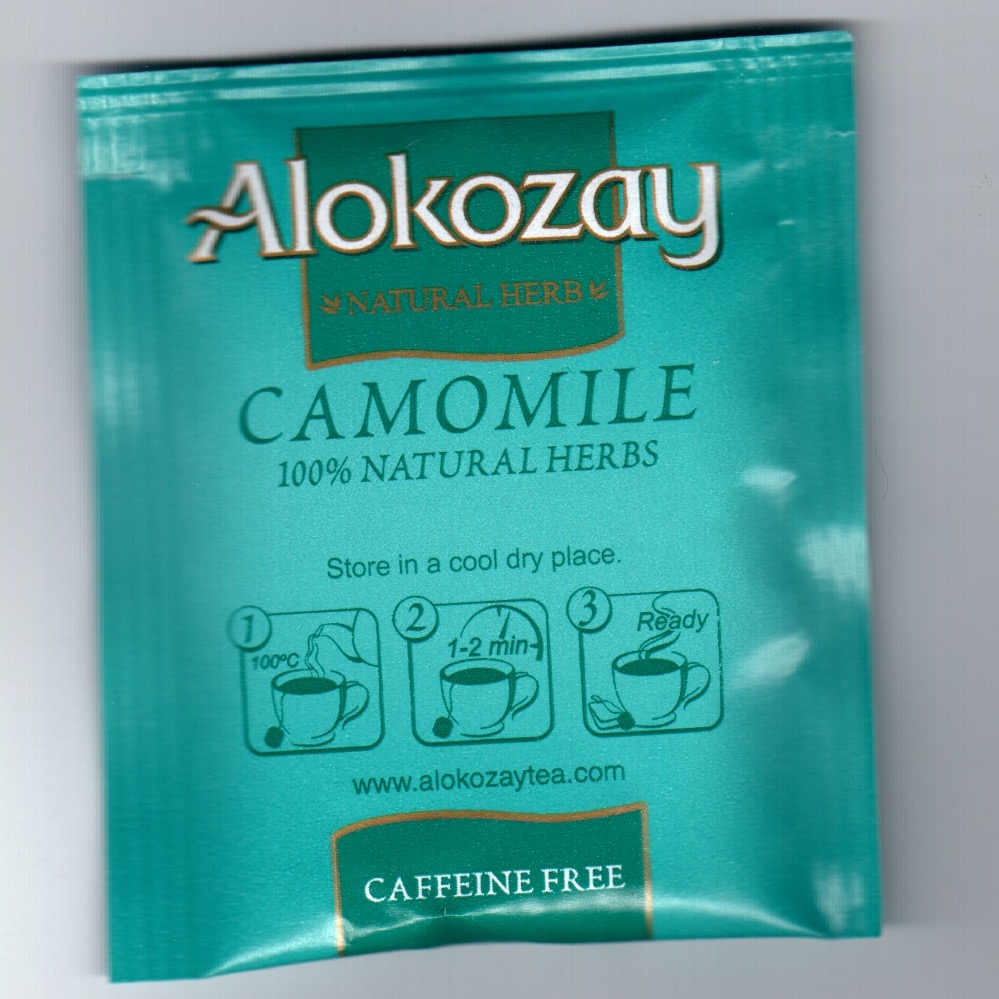 Alokozay
NATURAL HERB
CAMOMILE
100% NATURAL HERBS
Store in a cool dry place.
1
100°C
2
1-2 min
3
Ready
www.alokozaytea.com
CAFFEINE FREE